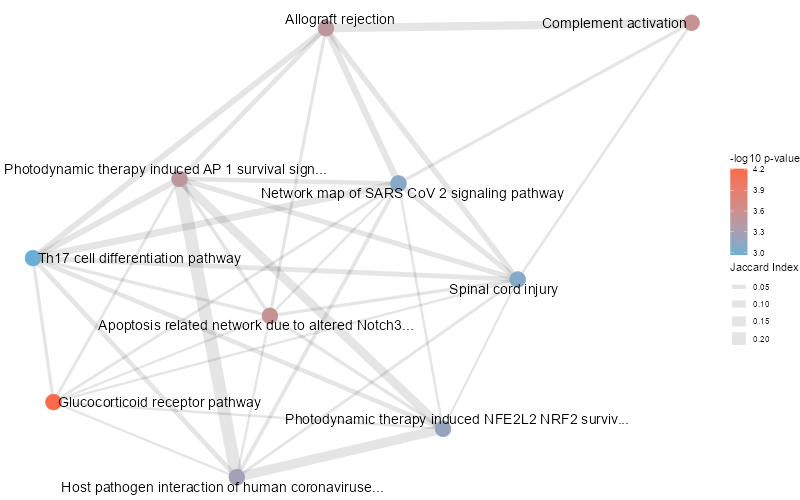 Allograft rejection
Complement activation
Photodynamic therapy induced AP 1 survival sign...
Network map of SARS CoV 2 signaling pathway
Th17 cell differentiation pathway
Spinal cord injury
Apoptosis related network due to altered Notch3...
Glucocorticoid receptor pathway
Photodynamic therapy induced NFE2L2 NRF2 surviv...
Host pathogen interaction of human coronaviruse...
-log10 p-value
4.2
3.9
3.6
3.3
3.0
Jaccard Index
0.05
0.10
0.15
0.20